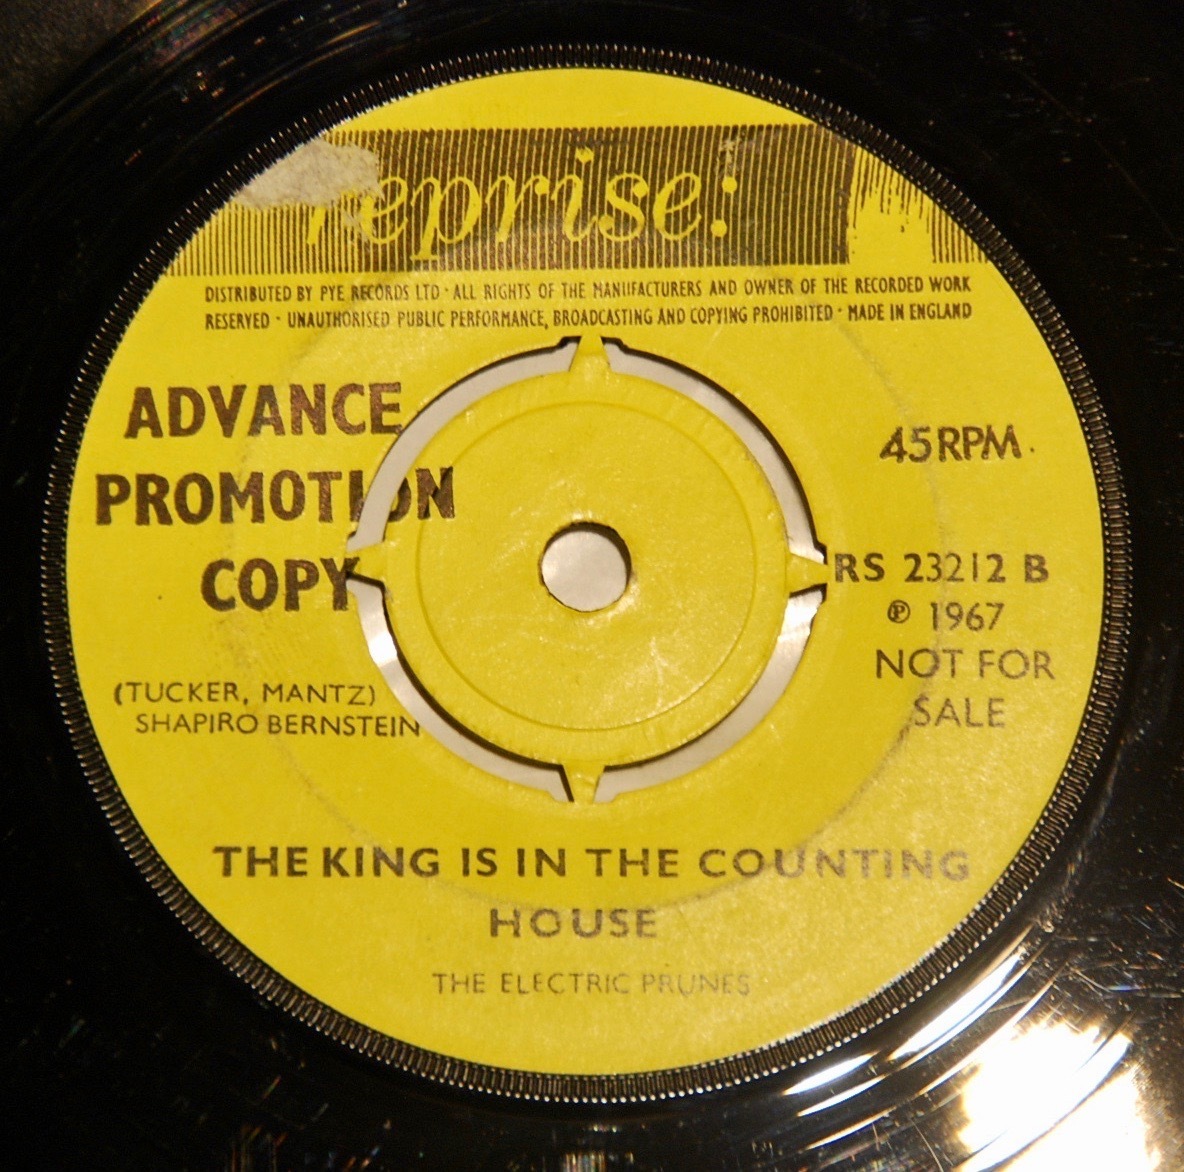 reprise:
DISTRIBUTED BY PYE RECORDS LTD · ALL RIGHTS OF THE MANUFACTURERS AND OWNER OF THE RECORDED WORK
RESERVED · UNAUTHORISED PUBLIC PERFORMANCE, BROADCASTING AND COPYING PROHIBITED · MADE IN ENGLAND
ADVANCE
PROMOTION
COPY
45 RPM.
RS 23212 B
℗ 1967
NOT FOR
SALE
(TUCKER, MANTZ)
SHAPIRO BERNSTEIN
THE KING IS IN THE COUNTING
HOUSE
THE ELECTRIC PRUNES